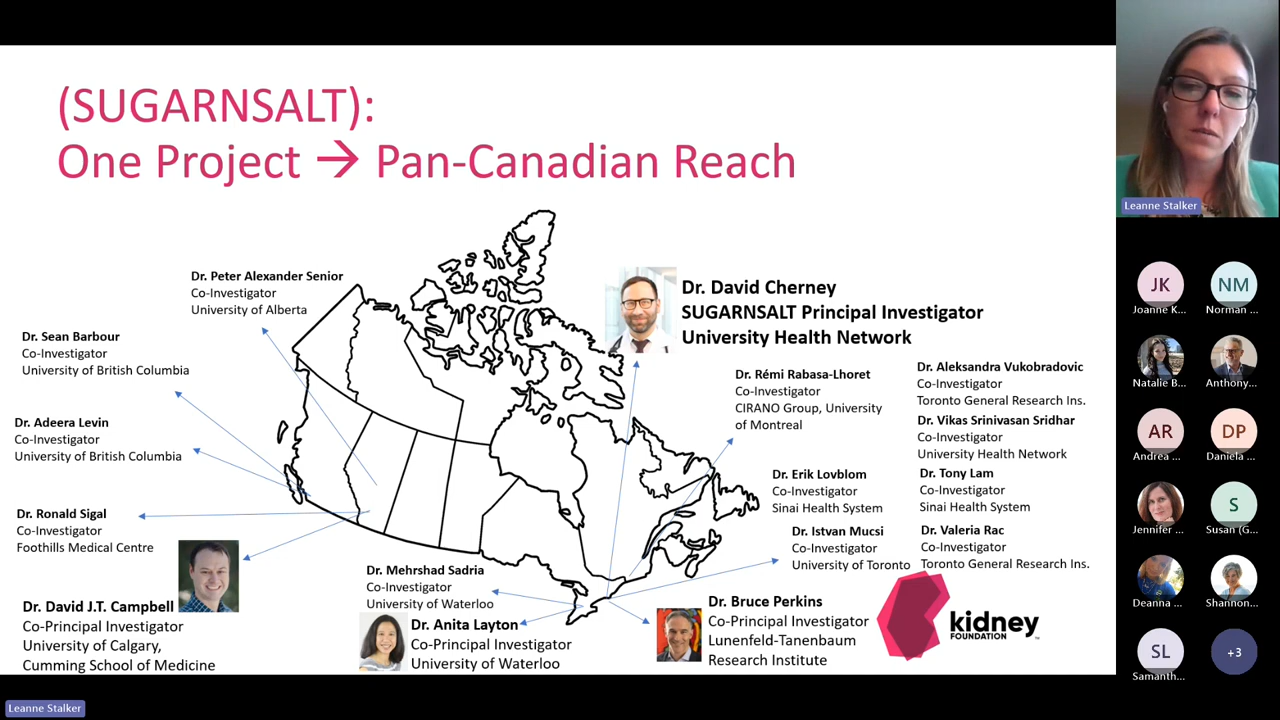 (SUGARNSALT):
One Project → Pan-Canadian Reach
Dr. Peter Alexander Senior
Co-Investigator
University of Alberta
Dr. Sean Barbour
Co-Investigator
University of British Columbia
Dr. Adeera Levin
Co-Investigator
University of British Columbia
Dr. Ronald Sigal
Co-Investigator
Foothills Medical Centre
Dr. David J.T. Campbell
Co-Principal Investigator
University of Calgary,
Cumming School of Medicine
Dr. Mehrshad Sadria
Co-Investigator
University of Waterloo
Dr. Anita Layton
Co-Principal Investigator
University of Waterloo
Dr. David Cherney
SUGARNSALT Principal Investigator
University Health Network
Dr. Rémi Rabasa-Lhoret
Co-Investigator
CIRANO Group, University
of Montreal
Dr. Erik Lovblom
Co-Investigator
Sinai Health System
Dr. Istvan Mucsi
Co-Investigator
University of Toronto
Dr. Bruce Perkins
Co-Principal Investigator
Lunenfeld-Tanenbaum
Research Institute
Dr. Aleksandra Vukobradovic
Co-Investigator
Toronto General Research Ins.
Dr. Vikas Srinivasan Sridhar
Co-Investigator
University Health Network
Dr. Tony Lam
Co-Investigator
Sinai Health System
Dr. Valeria Rac
Co-Investigator
Toronto General Research Ins.
kidney
FOUNDATION
™
Leanne Stalker
JK
Joanne K...
NM
Norman ...
Natalie B...
Anthony...
AR
Andrea ...
DP
Daniela ...
Jennifer ...
S
Susan (G...
Deanna ...
Shannon...
SL
Samanth...
+3
Leanne Stalker